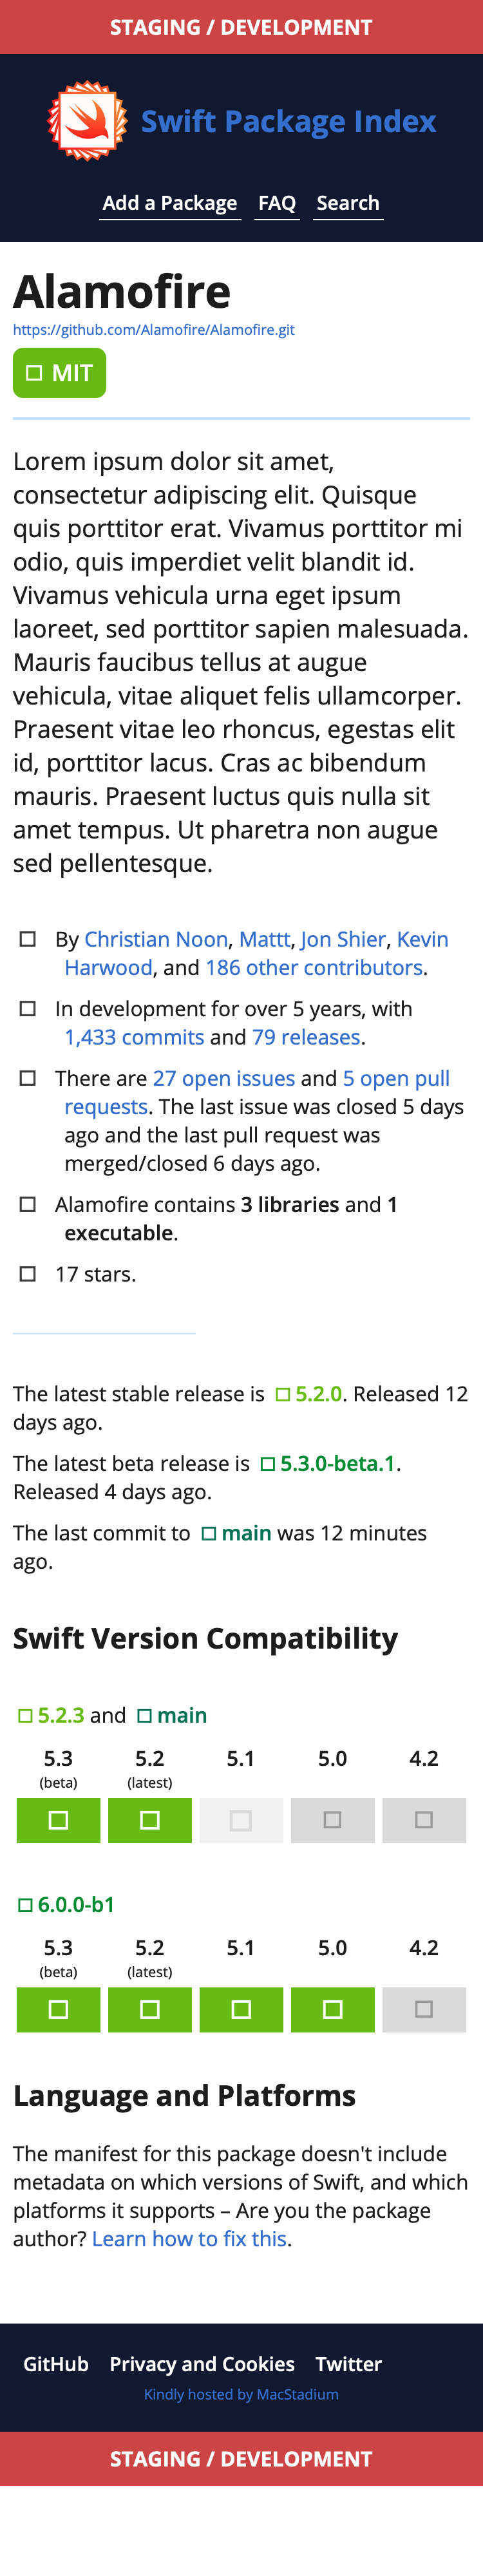 STAGING / DEVELOPMENT
Swift Package Index
Add a Package FAQ Search
Alamofire
https://github.com/Alamofire/Alamofire.git
MIT
Lorem ipsum dolor sit amet,
consectetur adipiscing elit. Quisque
quis porttitor erat. Vivamus porttitor mi
odio, quis imperdiet velit blandit id.
Vivamus vehicula urna eget ipsum
laoreet, sed porttitor sapien malesuada.
Mauris faucibus tellus at augue
vehicula, vitae aliquet felis ullamcorper.
Praesent vitae leo rhoncus, egestas elit
id, porttitor lacus. Cras ac bibendum
mauris. Praesent luctus quis nulla sit
amet tempus. Ut pharetra non augue
sed pellentesque.
By Christian Noon, Mattt, Jon Shier, Kevin
Harwood, and 186 other contributors.
In development for over 5 years, with
1,433 commits and 79 releases.
There are 27 open issues and 5 open pull
requests. The last issue was closed 5 days
ago and the last pull request was
merged/closed 6 days ago.
Alamofire contains 3 libraries and 1
executable.
17 stars.
The latest stable release is 5.2.0. Released 12
days ago.
The latest beta release is 5.3.0-beta.1.
Released 4 days ago.
The last commit to main was 12 minutes
ago.
Swift Version Compatibility
5.2.3 and main
5.3 5.2 5.1 5.0 4.2
(beta) (latest)
6.0.0-b1
5.3 5.2 5.1 5.0 4.2
(beta) (latest)
Language and Platforms
The manifest for this package doesn't include
metadata on which versions of Swift, and which
platforms it supports – Are you the package
author? Learn how to fix this.
GitHub Privacy and Cookies Twitter
Kindly hosted by MacStadium
STAGING / DEVELOPMENT